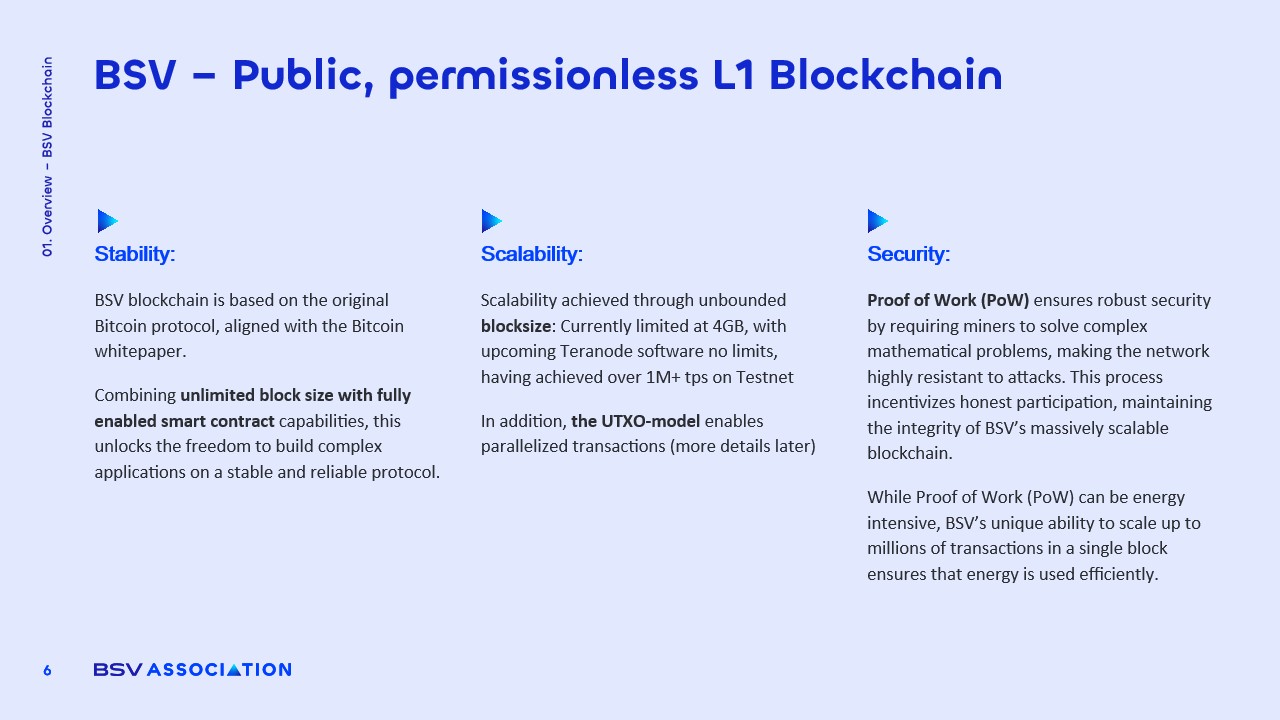 01. Overview – BSV Blockchain
BSV – Public, permissionless L1 Blockchain
Stability:
BSV blockchain is based on the original
Bitcoin protocol, aligned with the Bitcoin
whitepaper.
Combining unlimited block size with fully
enabled smart contract capabilities, this
unlocks the freedom to build complex
applications on a stable and reliable protocol.
Scalability:
Scalability achieved through unbounded
blocksize: Currently limited at 4GB, with
upcoming Teranode software no limits,
having achieved over 1M+ tps on Testnet
In addition, the UTXO-model enables
parallelized transactions (more details later)
Security:
Proof of Work (PoW) ensures robust security
by requiring miners to solve complex
mathematical problems, making the network
highly resistant to attacks. This process
incentivizes honest participation, maintaining
the integrity of BSV’s massively scalable
blockchain.
While Proof of Work (PoW) can be energy
intensive, BSV’s unique ability to scale up to
millions of transactions in a single block
ensures that energy is used efficiently.
6
BSV ASSOCIATION